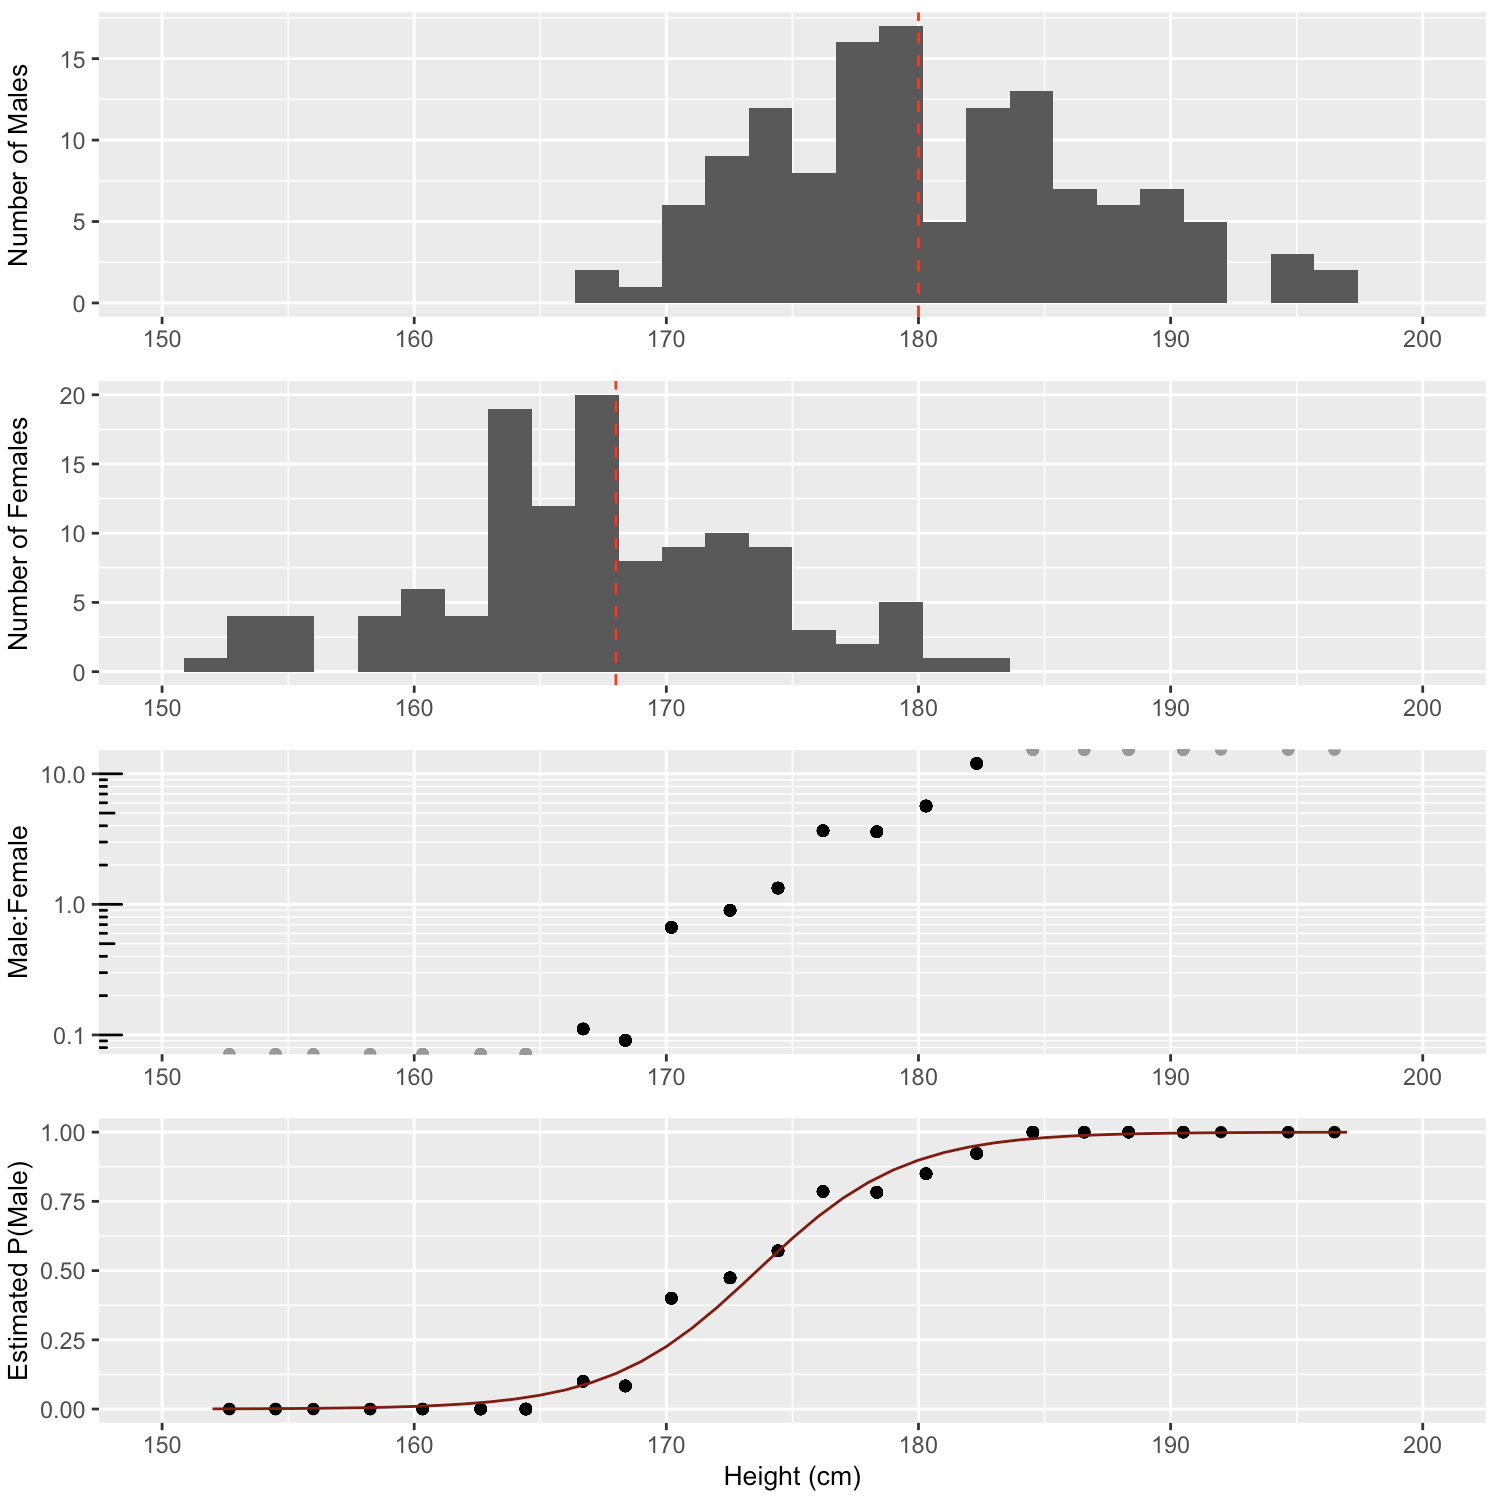 Number of Males
15
10
5
0
150 160 170 180 190 200
Number of Females
20
15
10
5
0
150 160 170 180 190 200
Male:Female
10.0
1.0
0.1
150 160 170 180 190 200
Estimated P(Male)
1.00
0.75
0.50
0.25
0.00
150 160 170 180 190 200
Height (cm)